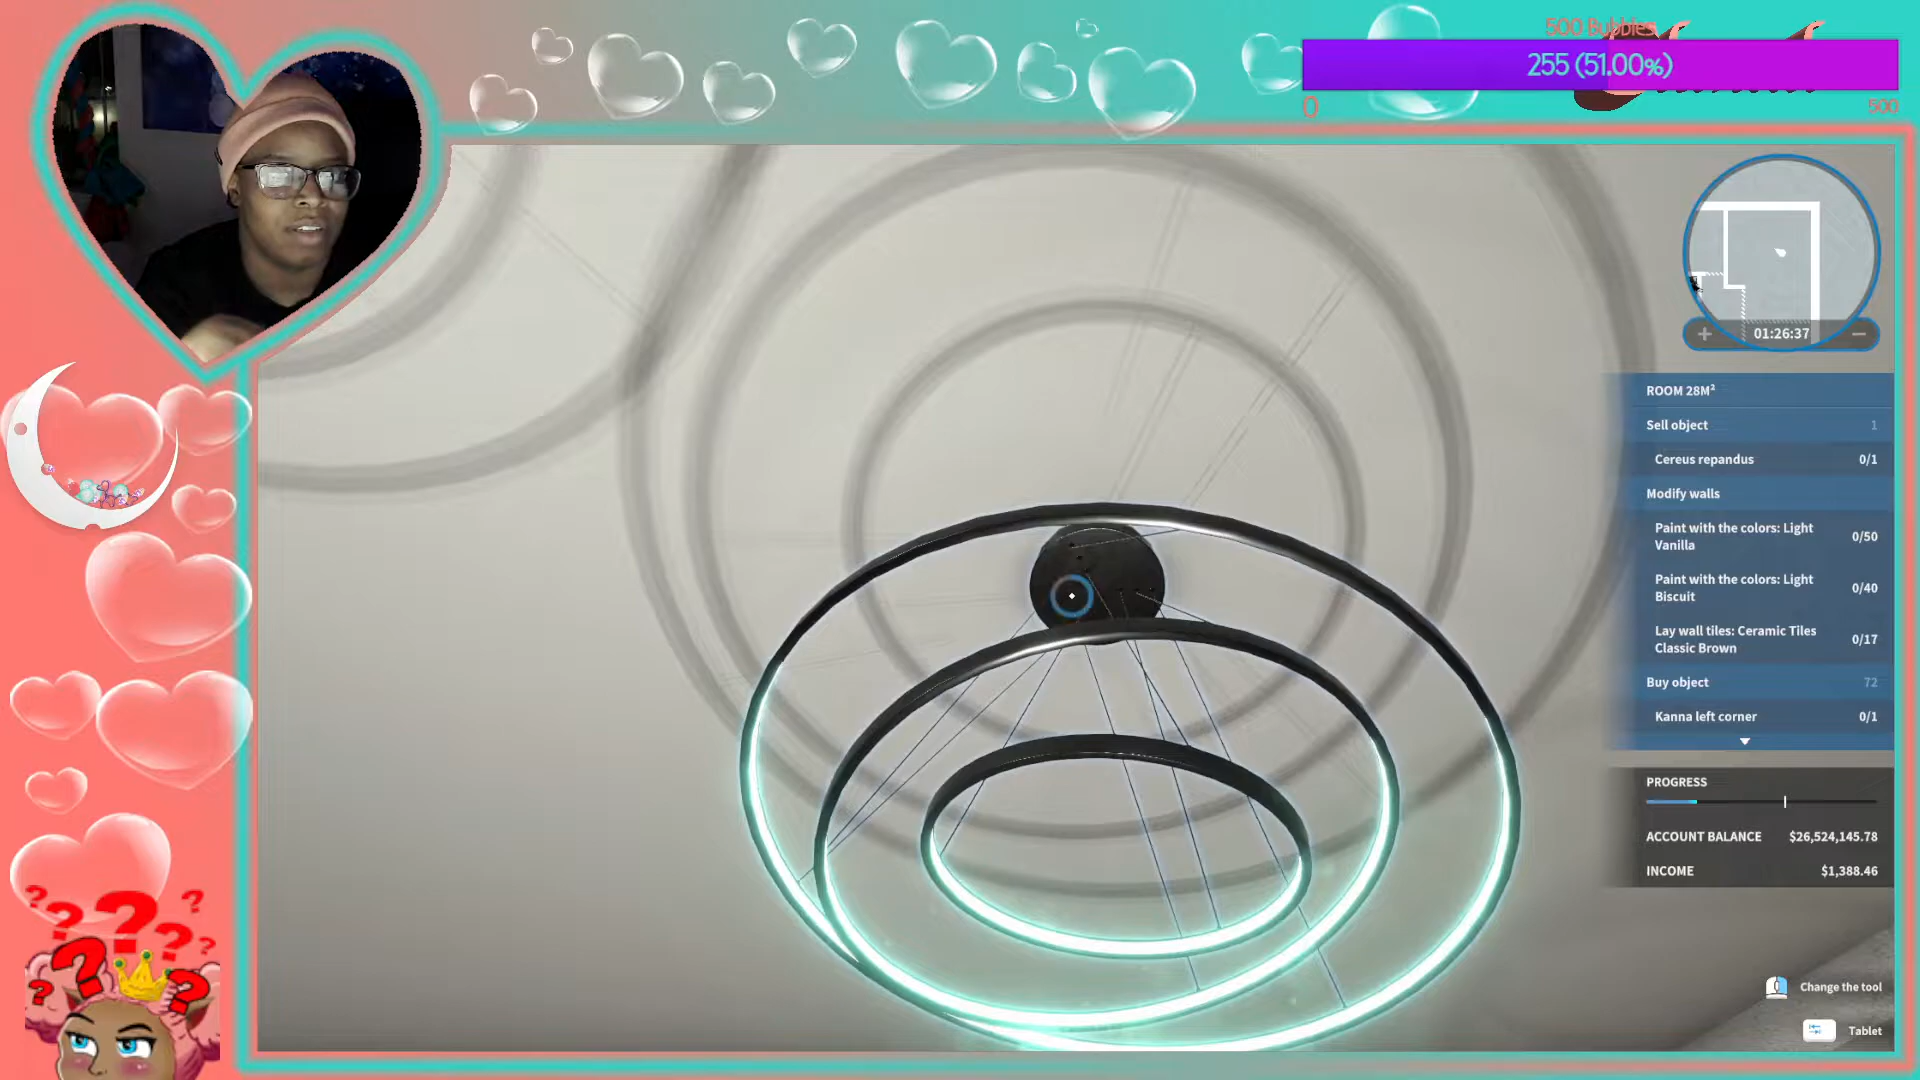 500 Bubbles
255 (51.00%)
0
500
01:26:37
ROOM 28M²
Sell object 1
Cereus repandus 0/1
Modify walls
Paint with the colors: Light
Vanilla 0/50
Paint with the colors: Light
Biscuit 0/40
Lay wall tiles: Ceramic Tiles
Classic Brown 0/17
Buy object 72
Kanna left corner 0/1
PROGRESS
ACCOUNT BALANCE $26,524,145.78
INCOME $1,388.46
Change the tool
Tablet